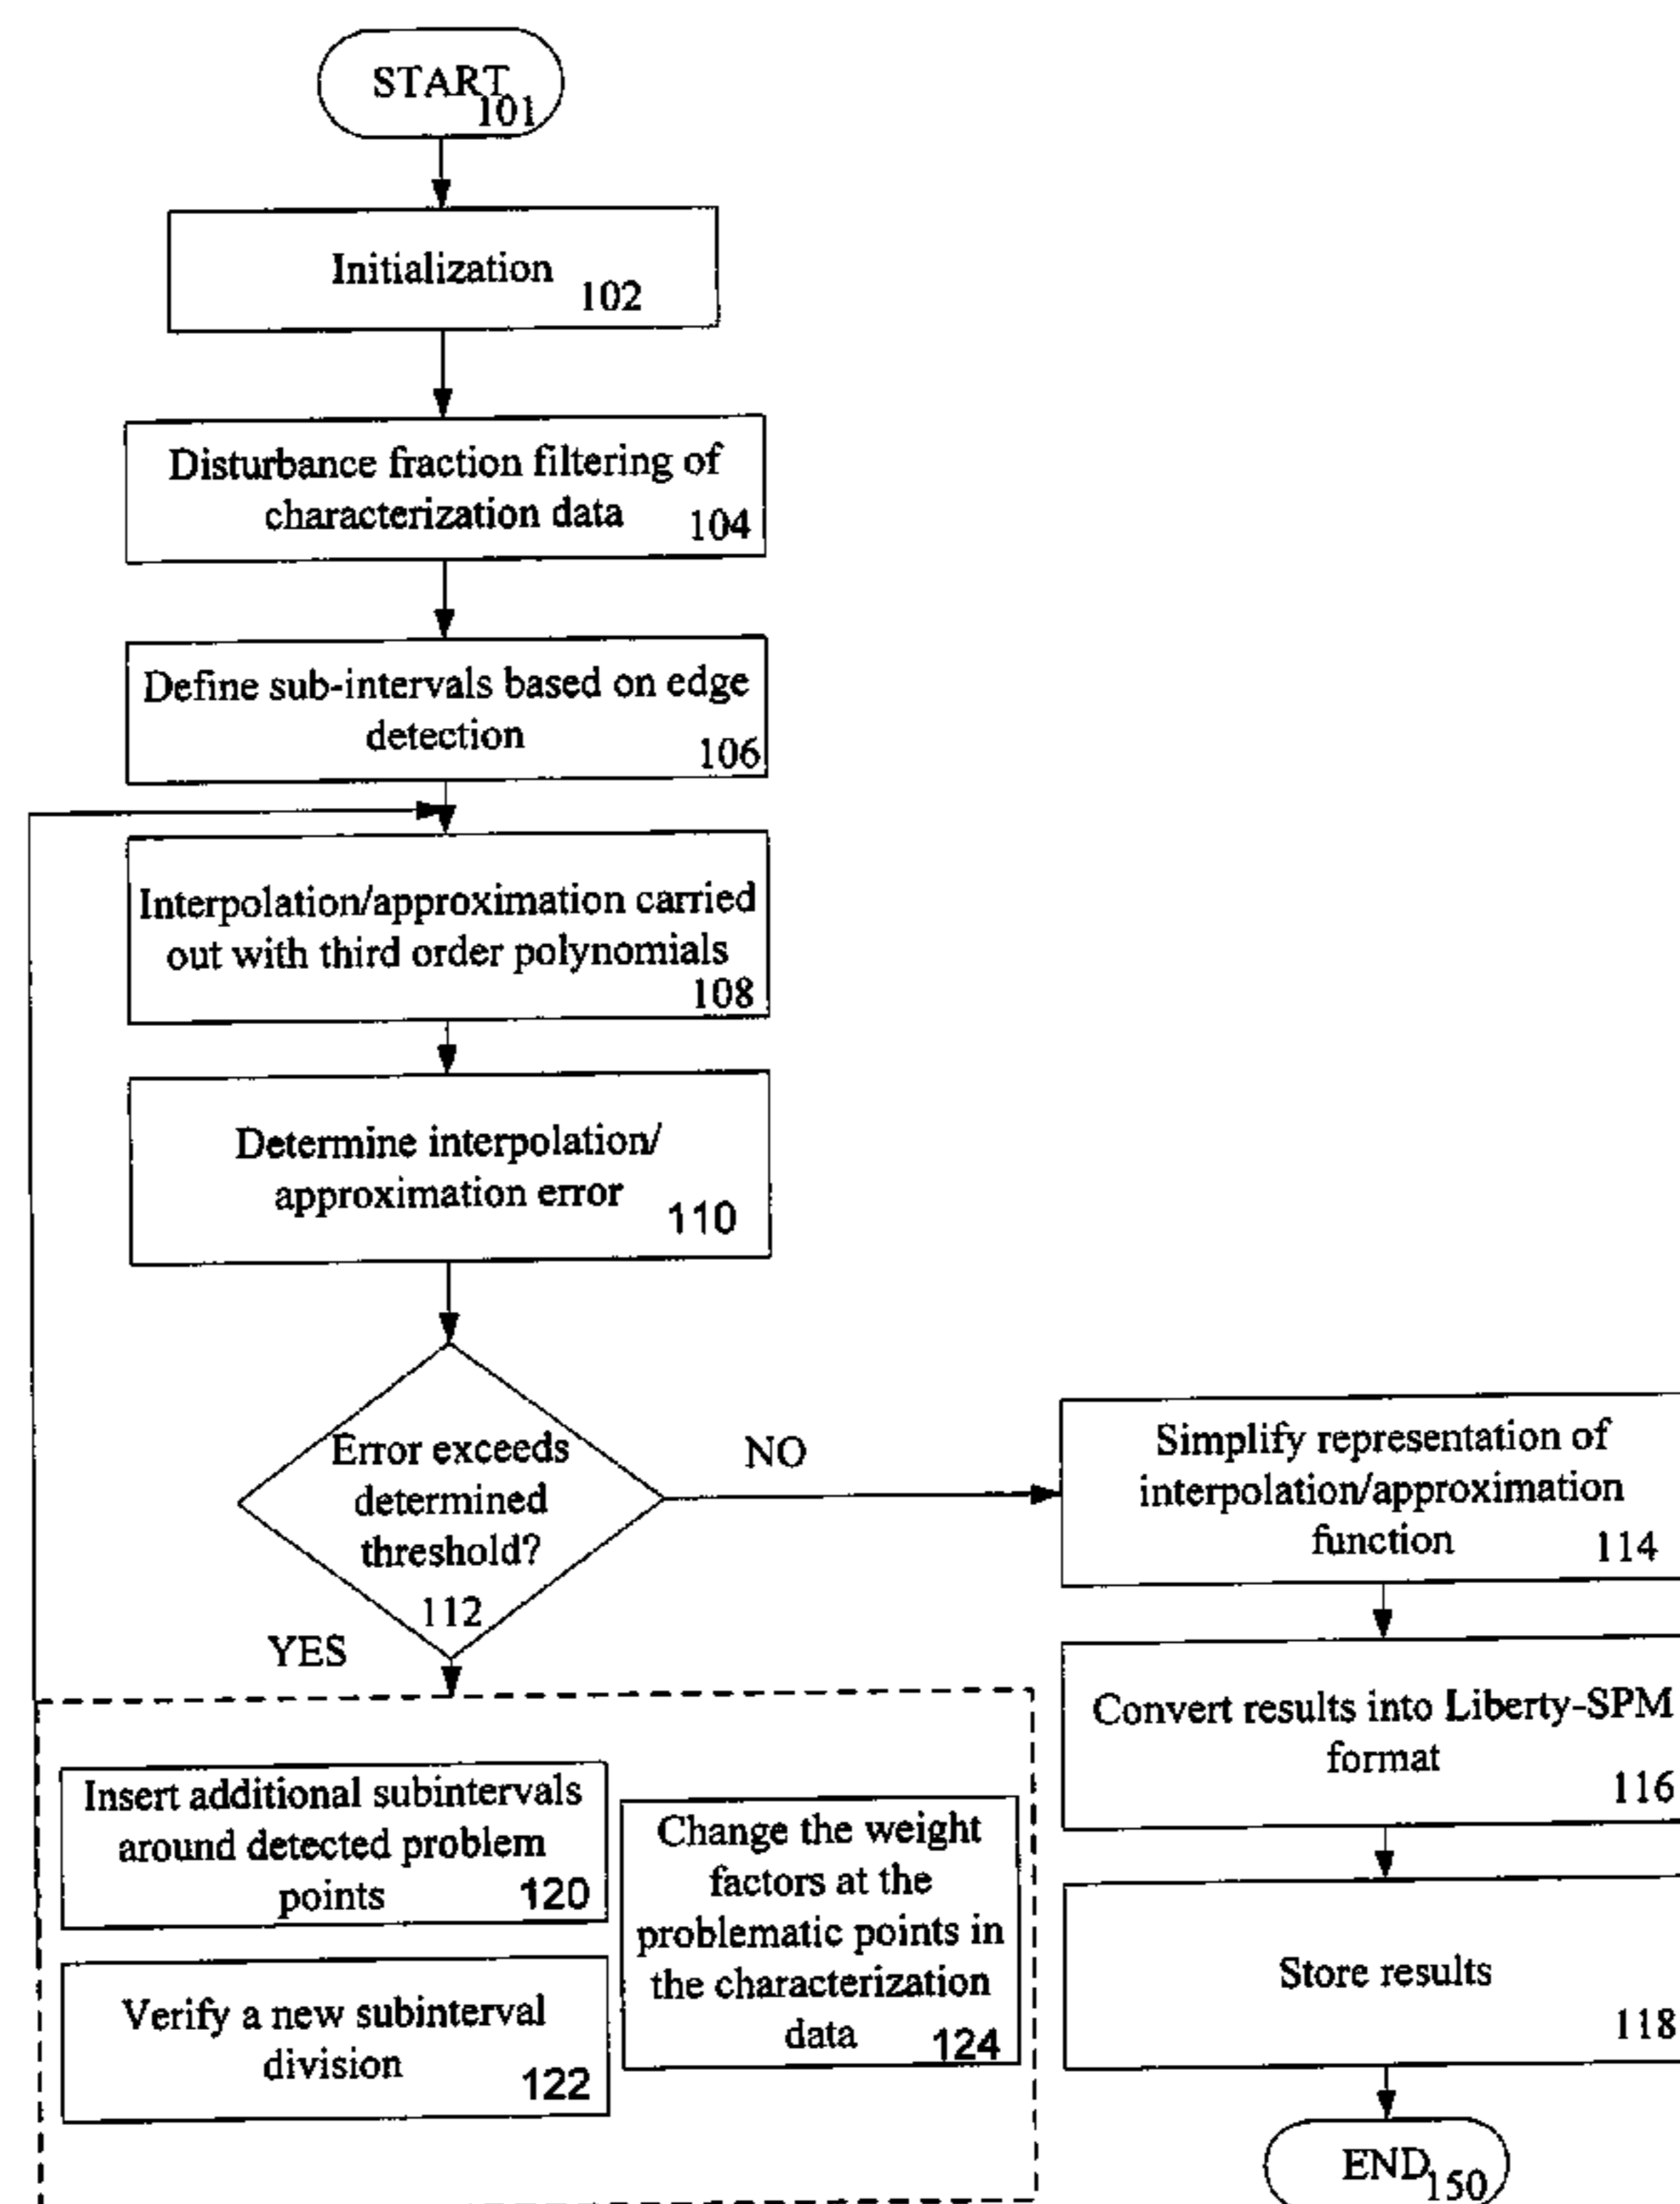 START
101
Initialization
102
Disturbance fraction filtering of
characterization data
104
Define sub-intervals based on edge
detection
106
Interpolation/approximation carried
out with third order polynomials
108
Determine interpolation/
approximation error
110
Error exceeds
determined
threshold?
112
NO
YES
Simplify representation of
interpolation/approximation
function
114
Convert results into Liberty-SPM
format
116
Store results
118
END
150
Insert additional subintervals
around detected problem
points
120
Verify a new subinterval
division
122
Change the weight
factors at the
problematic points in
the characterization
data
124